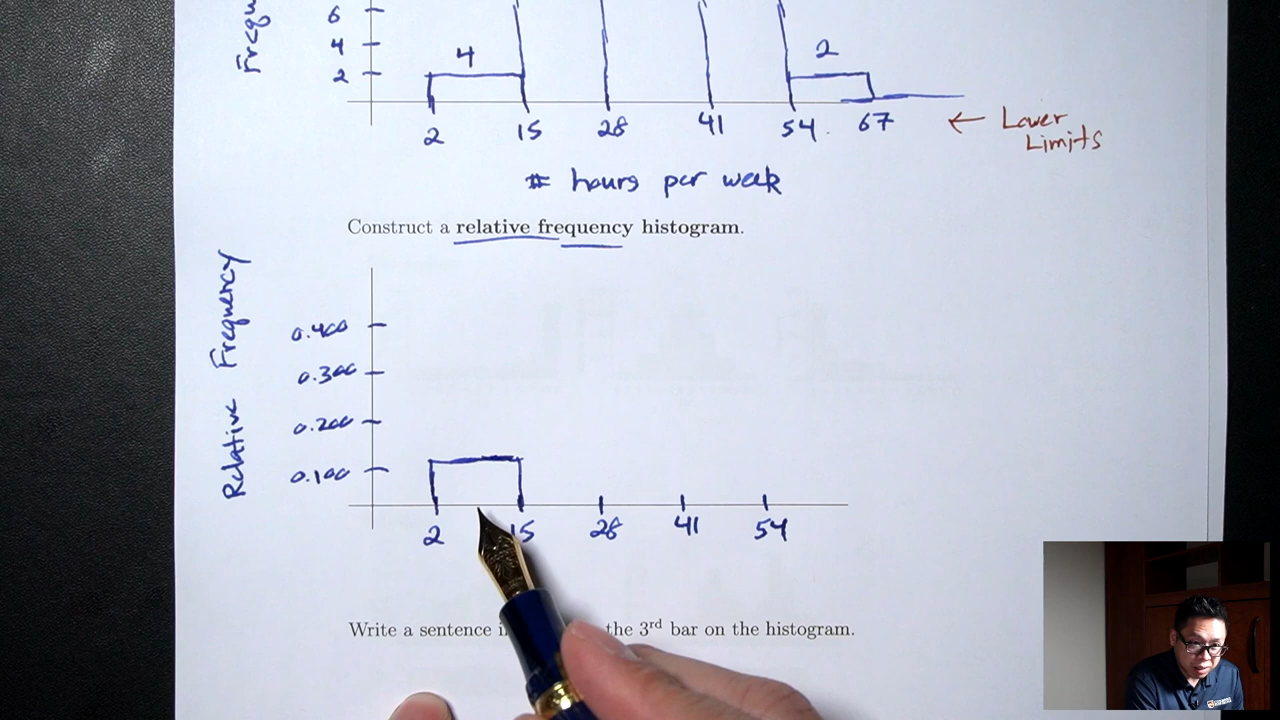 Frequ
6
4
2
4
2
2 15 28 41 54 67
← Lower
Limits
# hours per week
Construct a relative frequency histogram.
Relative Frequency
0.400
0.300
0.200
0.100
2 15 28 41 54
Write a sentence i the 3rd bar on the histogram.